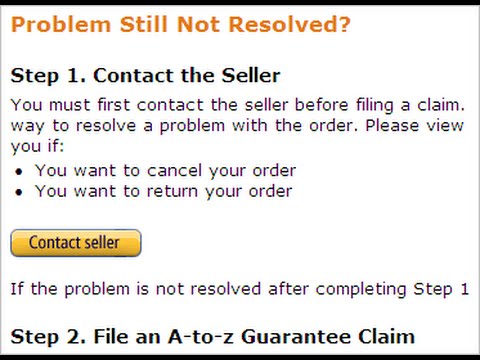 Problem Still Not Resolved?
Step 1. Contact the Seller
You must first contact the seller before filing a claim.
way to resolve a problem with the order. Please view
you if:
• You want to cancel your order
• You want to return your order
Contact seller
If the problem is not resolved after completing Step 1
Step 2. File an A-to-z Guarantee Claim